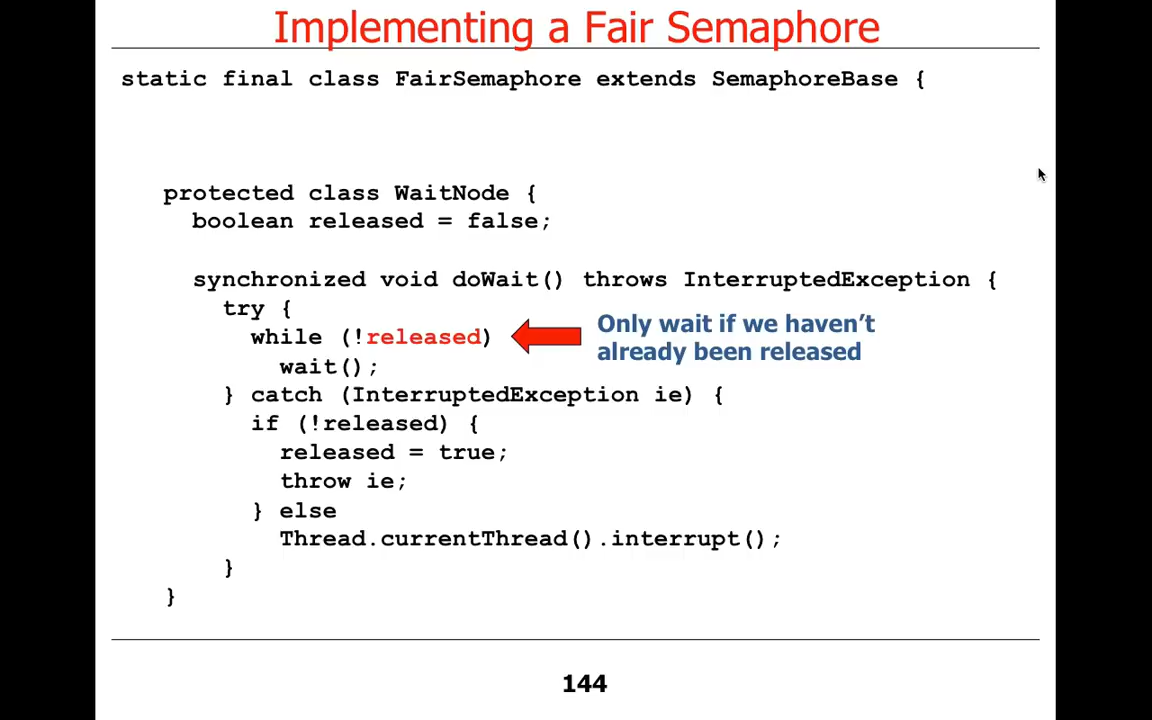 Implementing a Fair Semaphore
static final class FairSemaphore extends SemaphoreBase {
protected class WaitNode {
boolean released = false;
synchronized void doWait() throws InterruptedException {
try {
while (!released)
Only wait if we haven’t
already been released
wait();
} catch (InterruptedException ie) {
if (!released) {
released = true;
throw ie;
} else
Thread.currentThread().interrupt();
}
}
144